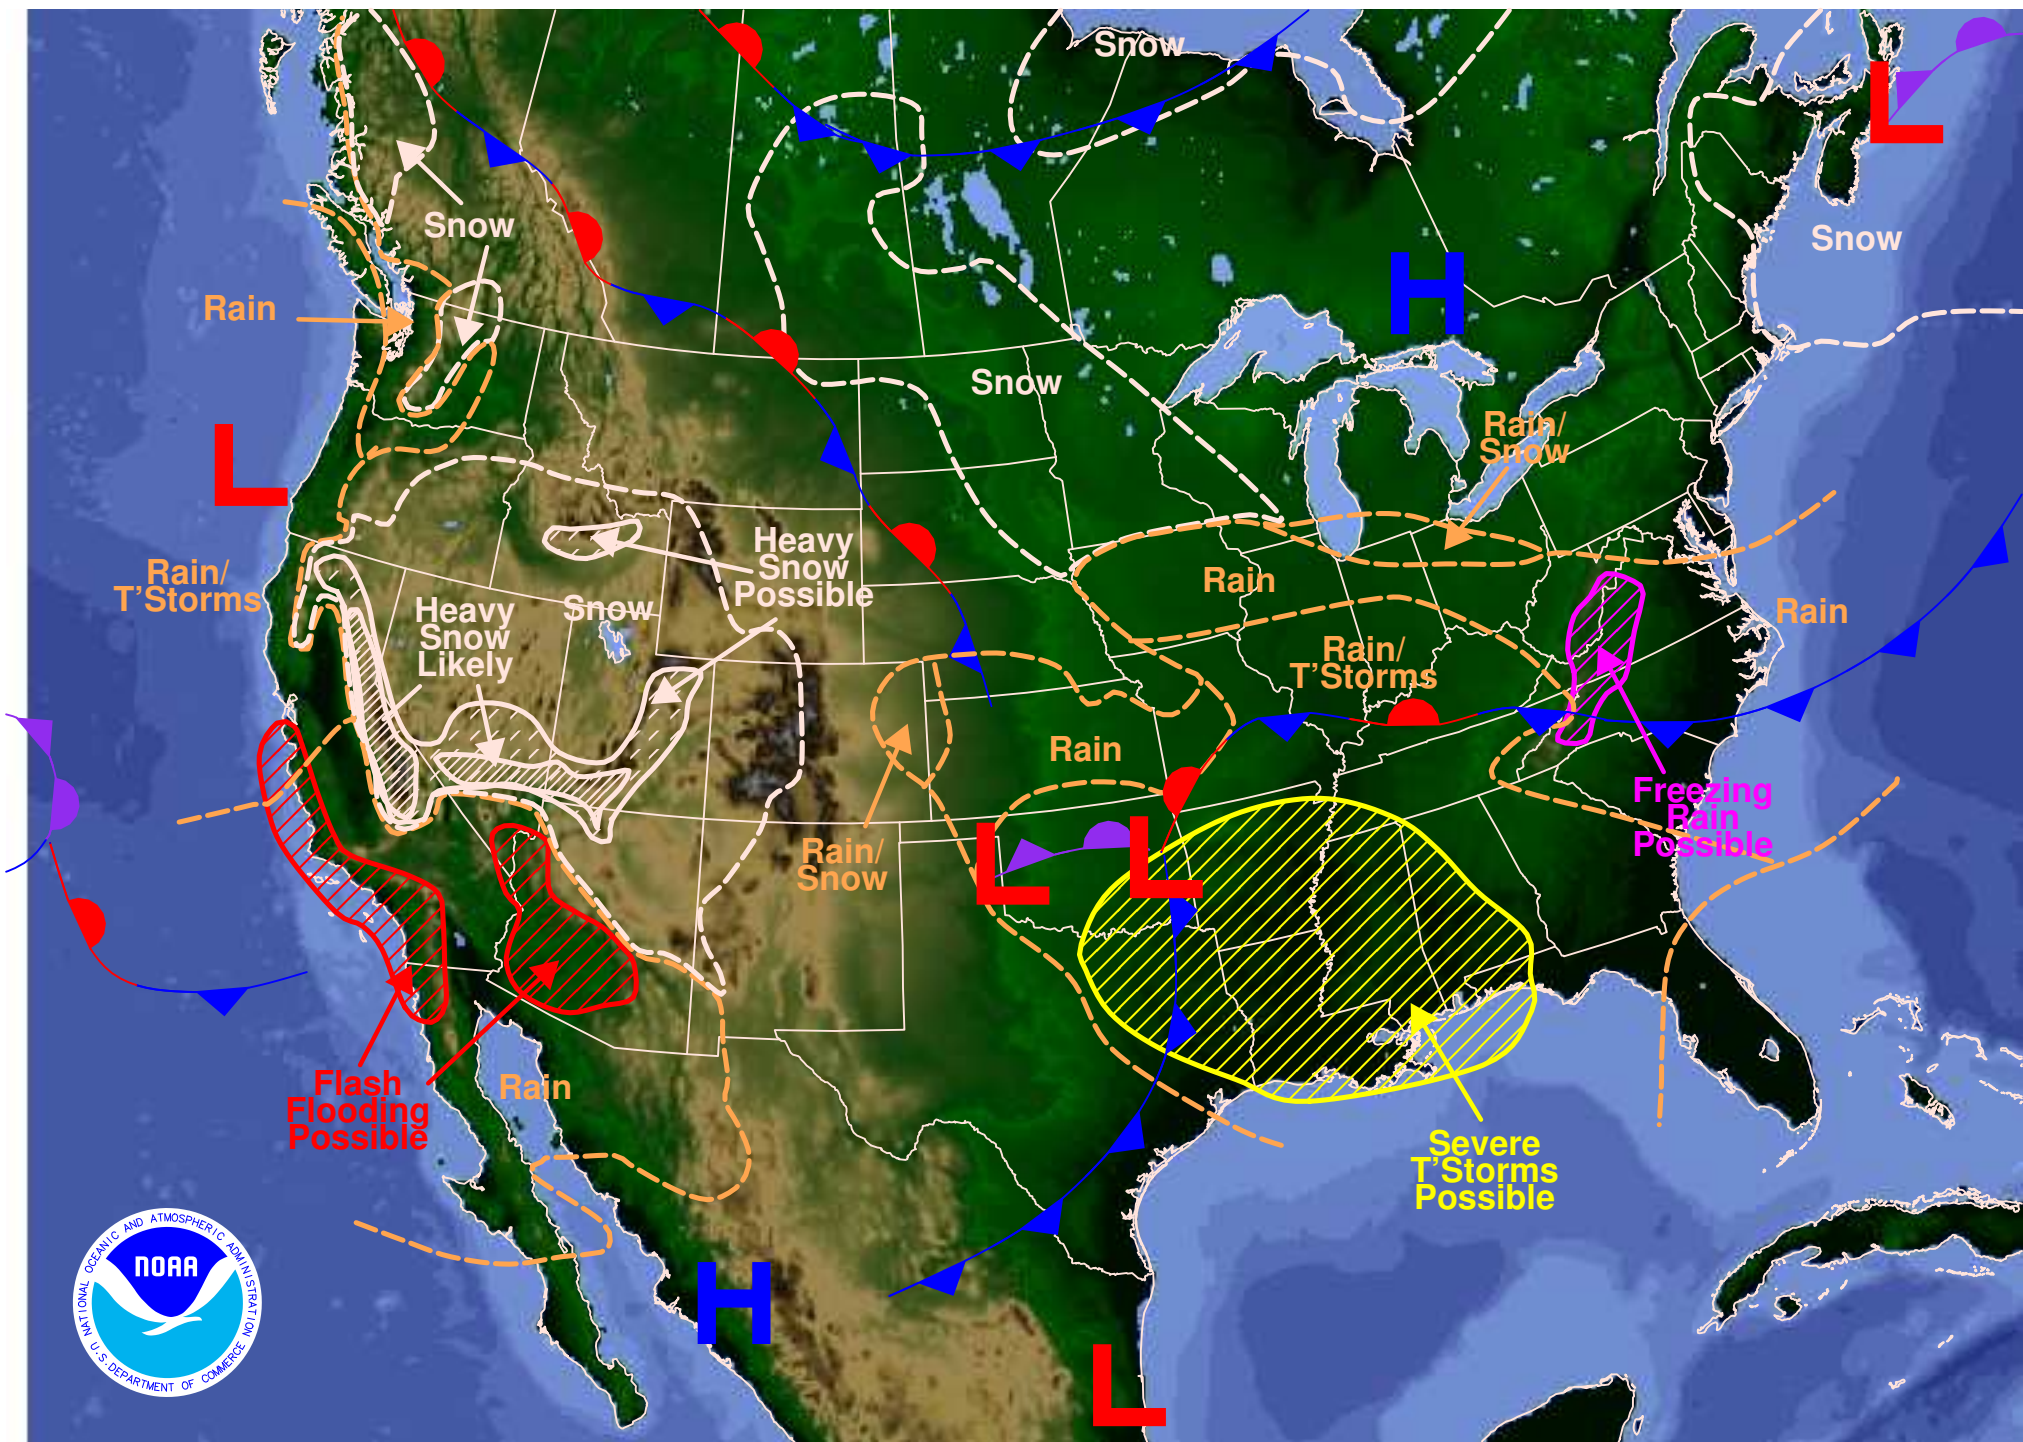 Snow
L
Snow
Snow
H
Rain
Snow
Rain/
Snow
L
Heavy
Snow
Possible
Rain/
T'Storms
Heavy
Snow
Likely
Snow
Rain
Rain
Rain/
T'Storms
Rain
Freezing
Rain
Possible
Rain/
Snow
L
L
Flash
Flooding
Possible
Rain
Severe
T'Storms
Possible
H
L
NOAA
NATIONAL OCEANIC AND ATMOSPHERIC ADMINISTRATION
U.S. DEPARTMENT OF COMMERCE